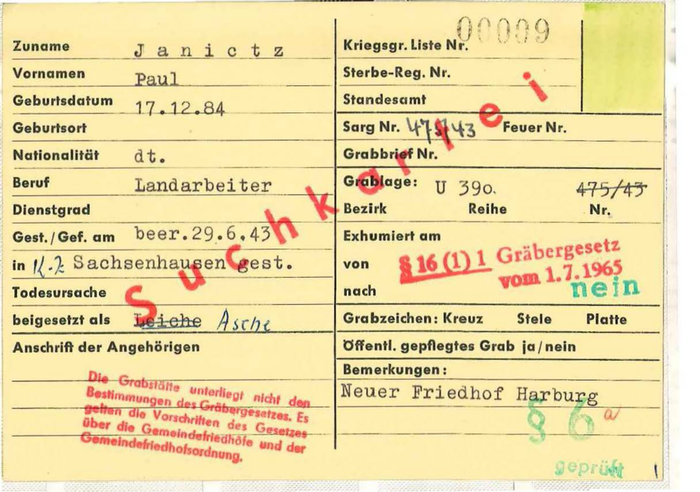 00009
Zuname Janictz
Vornamen Paul
Geburtsdatum 17.12.84
Geburtsort
Nationalität dt.
Beruf Landarbeiter
Dienstgrad
Gest./Gef. am beer.29.6.43
in K.Z Sachsenhausen gest.
Todesursache
beigesetzt als Leiche Asche
Anschrift der Angehörigen
Die Grabstätte unterliegt nicht den
Bestimmungen des Gräbergesetzes. Es
gelten die Vorschriften des Gesetzes
über die Gemeindefriedhöfe und der
Gemeindefriedhofsordnung.
Suchkartei
Kriegsgr. Liste Nr.
Sterbe-Reg. Nr.
Standesamt
Sarg Nr. 475/43 Feuer Nr.
Grabbrief Nr.
Grablage: U 390. 475/43
Bezirk Reihe Nr.
Exhumiert am
von
nach
§ 16 (1) 1 Gräbergesetz
vom 1.7.1965
nein
Grabzeichen: Kreuz Stele Platte
Öffentl. gepflegtes Grab ja/nein
Bemerkungen:
Neuer Friedhof Harburg
§ 6 a
geprüft